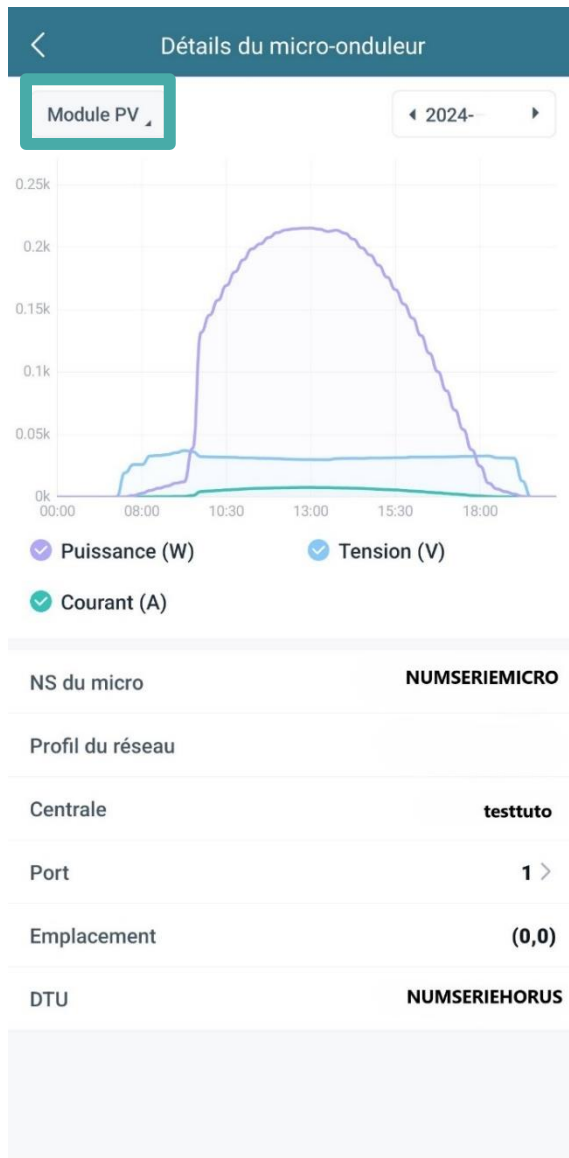 Détails du micro-onduleur
Module PV
2024-
0.25k
0.2k
0.15k
0.1k
0.05k
0k
00:00 08:00 10:30 13:00 15:30 18:00
Puissance (W) Tension (V)
Courant (A)
NS du micro NUMSERIEMICRO
Profil du réseau
Centrale testtuto
Port 1
Emplacement (0,0)
DTU NUMSERIEHORUS